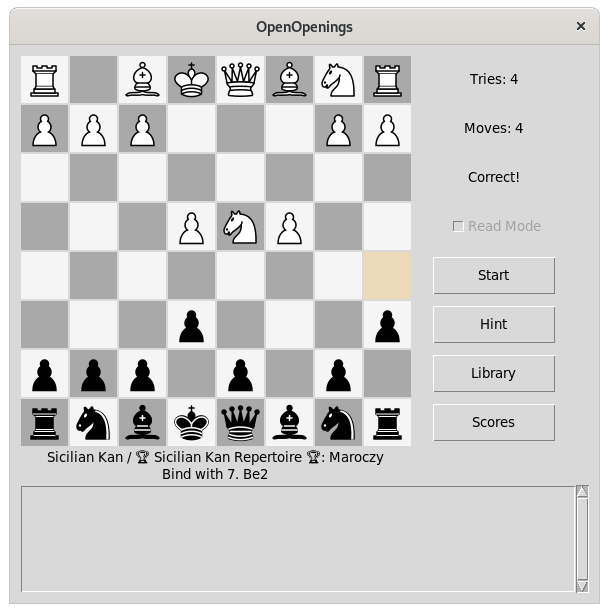 OpenOpenings
Tries: 4
Moves: 4
Correct!
Read Mode
Start
Hint
Library
Scores
Sicilian Kan / 🏆 Sicilian Kan Repertoire 🏆: Maroczy
Bind with 7. Be2